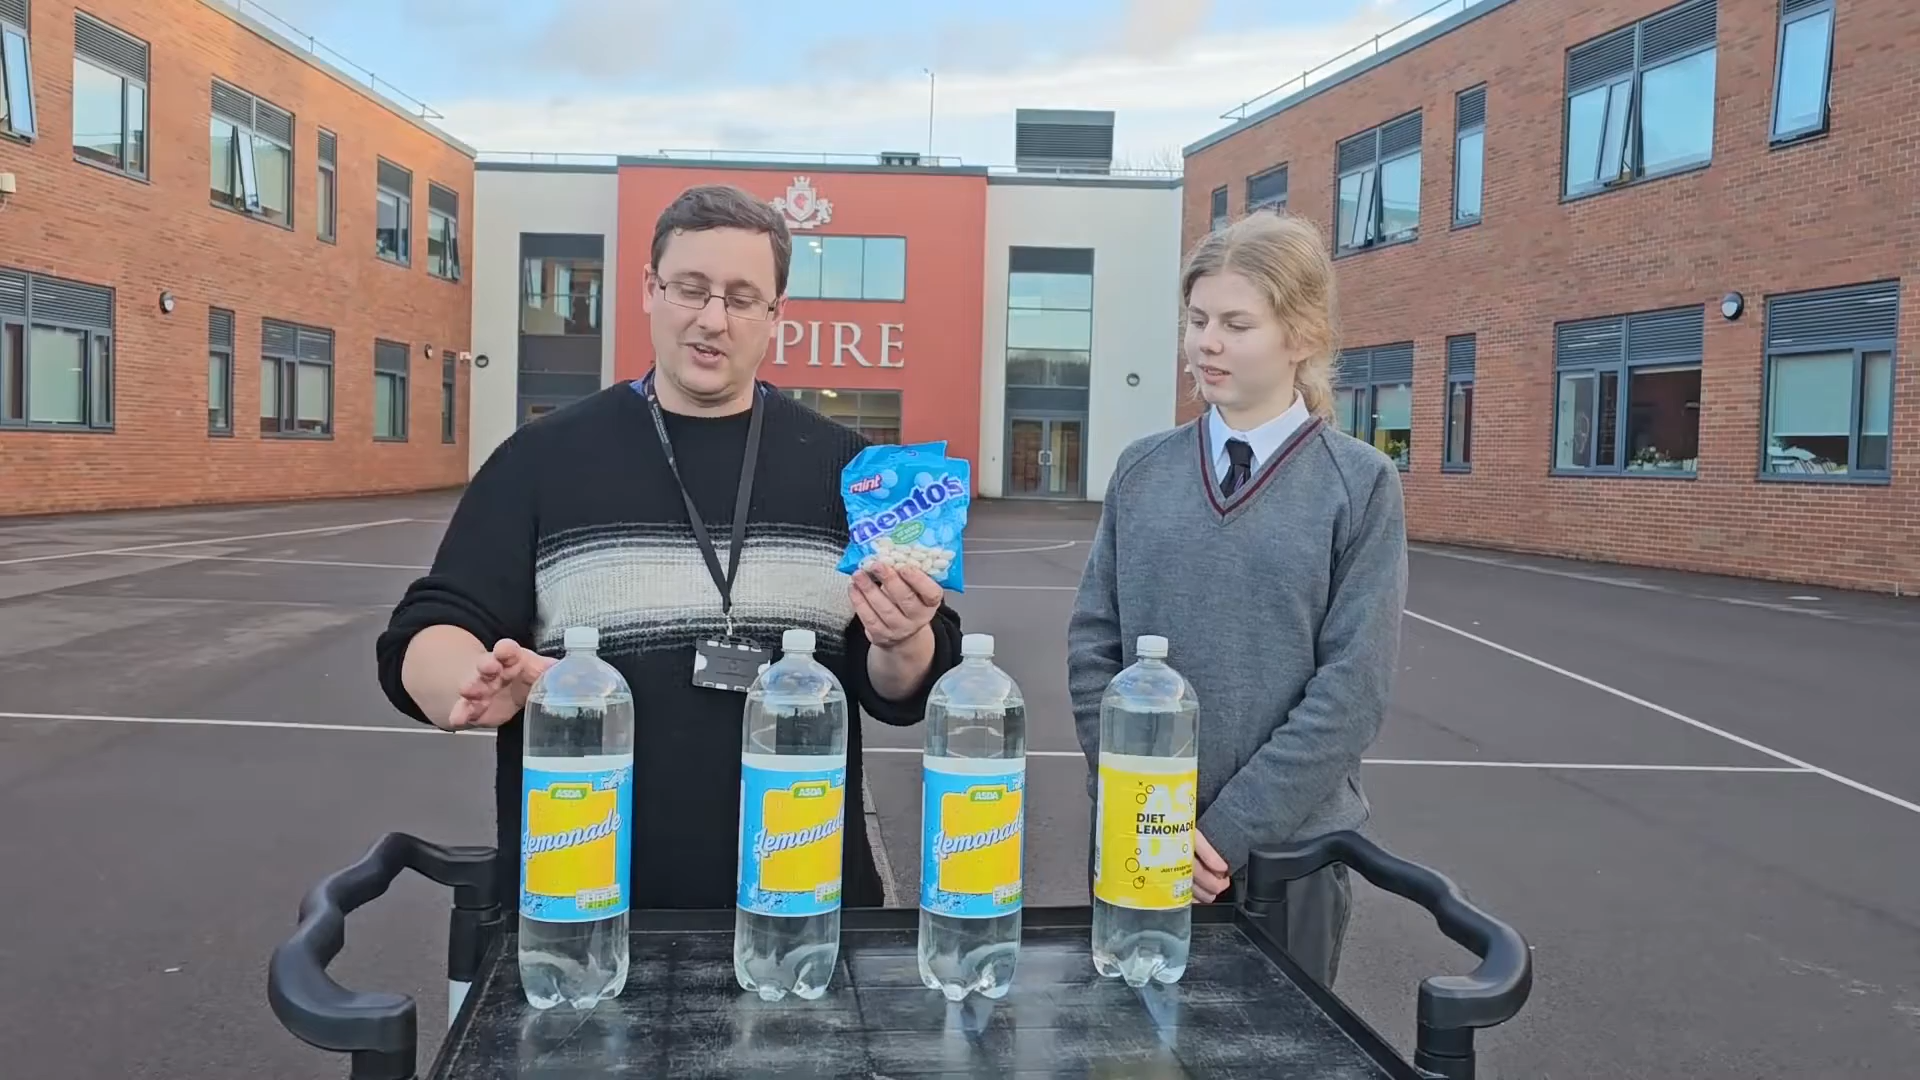 PIRE
mint
mentos
ASDA
Lemonade
ASDA
Lemonade
ASDA
Lemonade
DIET
LEMONADE